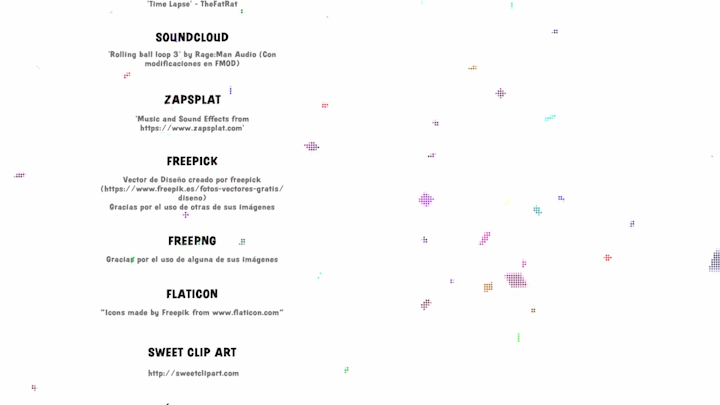 'Time Lapse' - TheFatRat
SOUNDCLOUD
'Rolling ball loop 3' by Rage:Man Audio (Con
modificaciones en FMOD)
ZAPSPLAT
'Music and Sound Effects from
https://www.zapsplat.com'
FREEPICK
Vector de Diseño creado por freepick
(https://www.freepik.es/fotos-vectores-gratis/
diseno)
Gracias por el uso de otras de sus imágenes
FREEPNG
Gracias por el uso de alguna de sus imágenes
FLATICON
"Icons made by Freepik from www.flaticon.com"
SWEET CLIP ART
http://sweetclipart.com